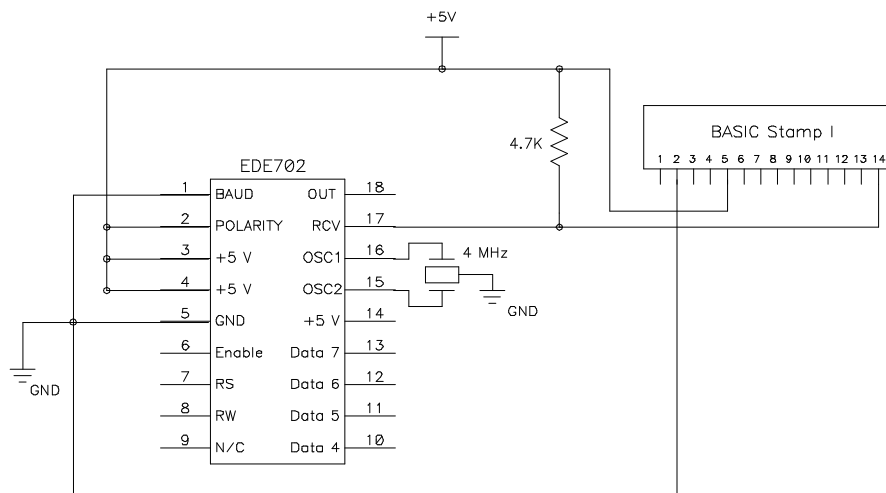 +5V
BASIC Stamp I
1 2 3 4 5 6 7 8 9 10 11 12 13 14
4.7K
EDE702
1 BAUD OUT 18
2 POLARITY RCV 17
3 +5 V OSC1 16
4 MHz
4 +5 V OSC2 15
GND
5 GND +5 V 14
6 Enable Data 7 13
GND
7 RS Data 6 12
8 RW Data 5 11
9 N/C Data 4 10